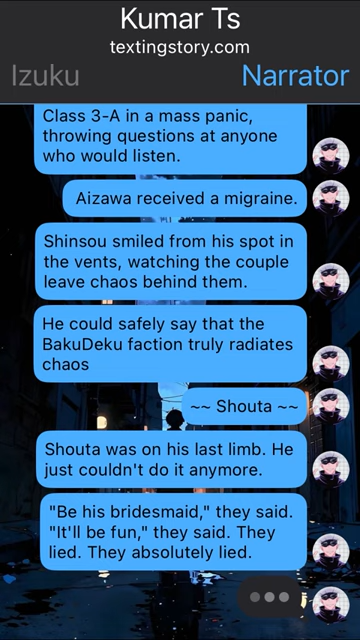 Kumar Ts
textingstory.com
Izuku
Narrator
Class 3-A in a mass panic,
throwing questions at anyone
who would listen.
Aizawa received a migraine.
Shinsou smiled from his spot in
the vents, watching the couple
leave chaos behind them.
He could safely say that the
BakuDeku faction truly radiates
chaos
~~ Shouta ~~
Shouta was on his last limb. He
just couldn't do it anymore.
"Be his bridesmaid," they said.
"It'll be fun," they said. They
lied. They absolutely lied.